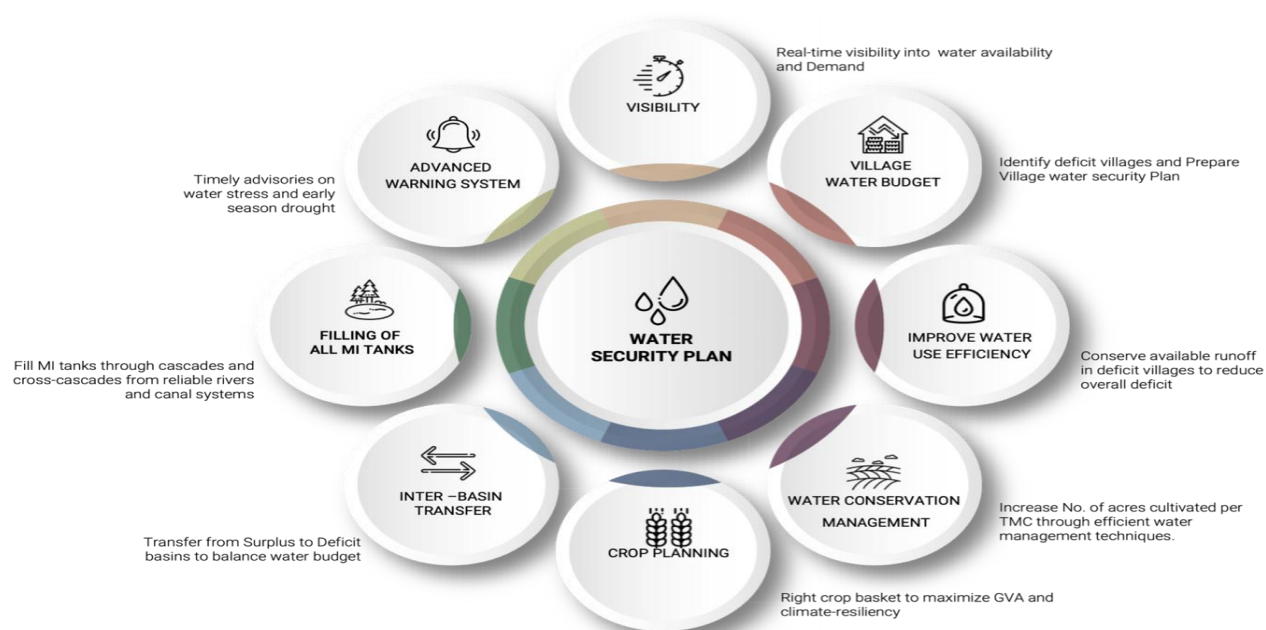 VISIBILITY
Real-time visibility into water availability
and Demand
VILLAGE
WATER BUDGET
Identify deficit villages and Prepare
Village water security Plan
IMPROVE WATER
USE EFFICIENCY
Conserve available runoff
in deficit villages to reduce
overall deficit
WATER CONSERVATION
MANAGEMENT
Increase No. of acres cultivated per
TMC through efficient water
management techniques.
CROP PLANNING
Right crop basket to maximize GVA and
climate-resiliency
INTER –BASIN
TRANSFER
Transfer from Surplus to Deficit
basins to balance water budget
FILLING OF
ALL MI TANKS
Fill MI tanks through cascades and
cross-cascades from reliable rivers
and canal systems
ADVANCED
WARNING SYSTEM
Timely advisories on
water stress and early
season drought
WATER
SECURITY PLAN